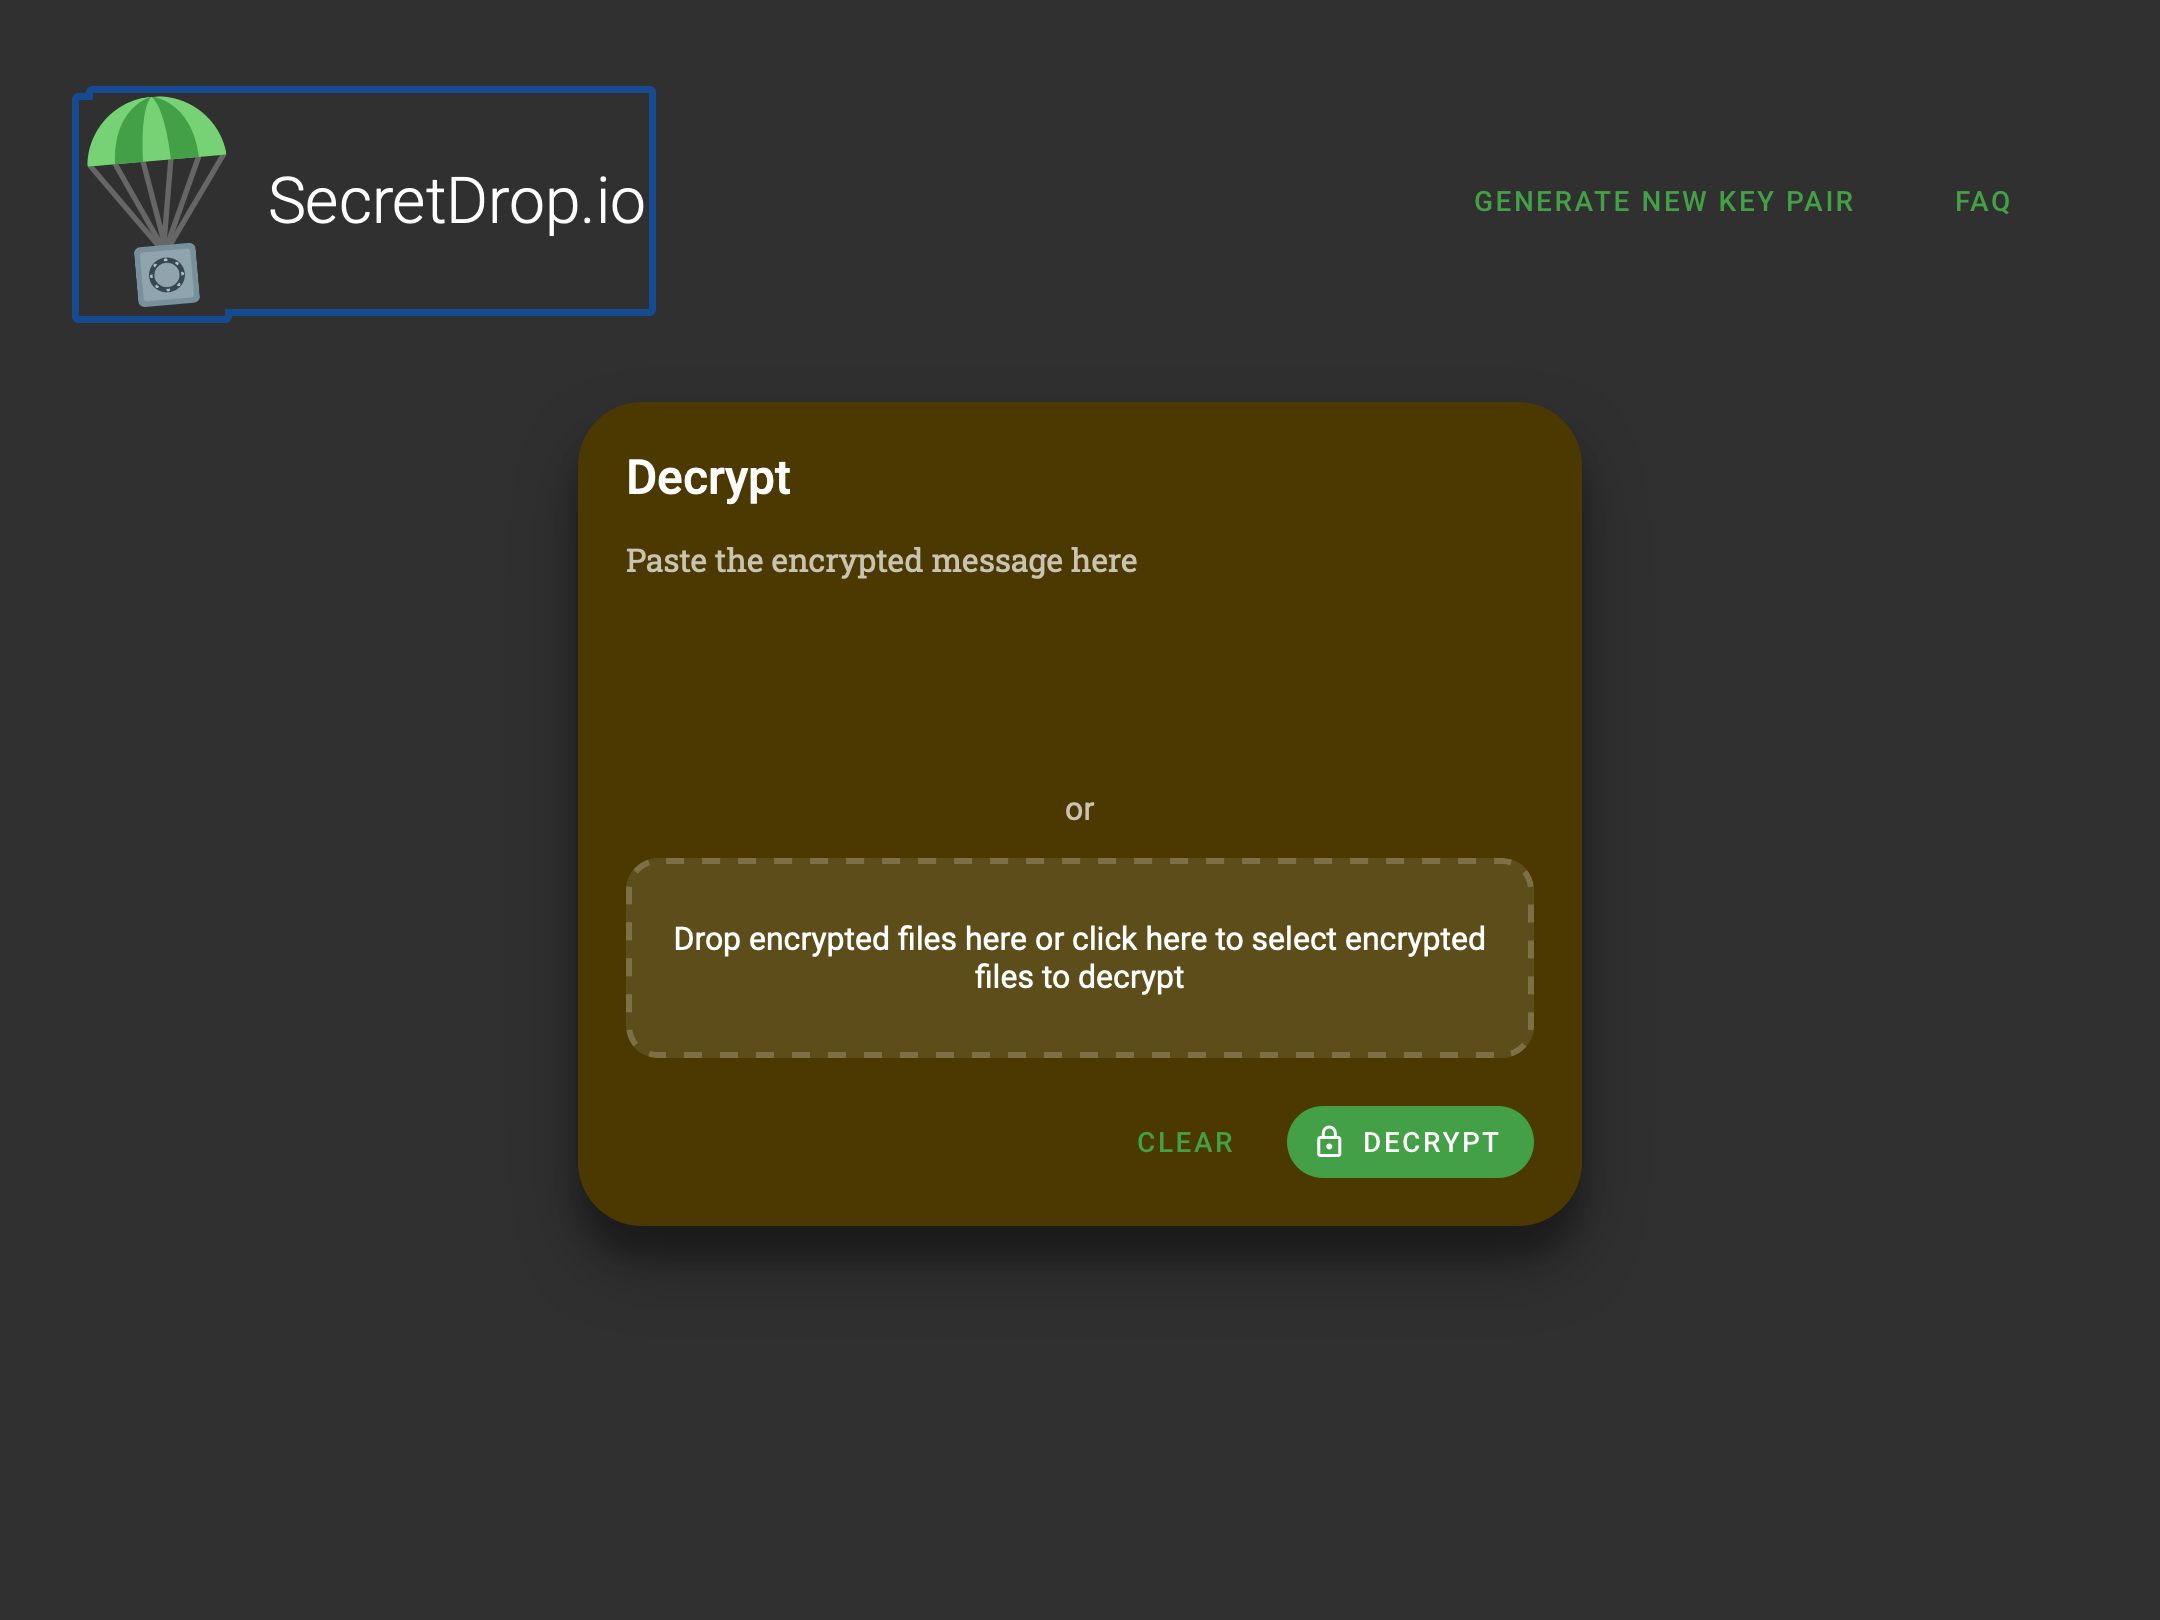 SecretDrop.io
GENERATE NEW KEY PAIR
FAQ
Decrypt
Paste the encrypted message here
or
Drop encrypted files here or click here to select encrypted
files to decrypt
CLEAR
DECRYPT